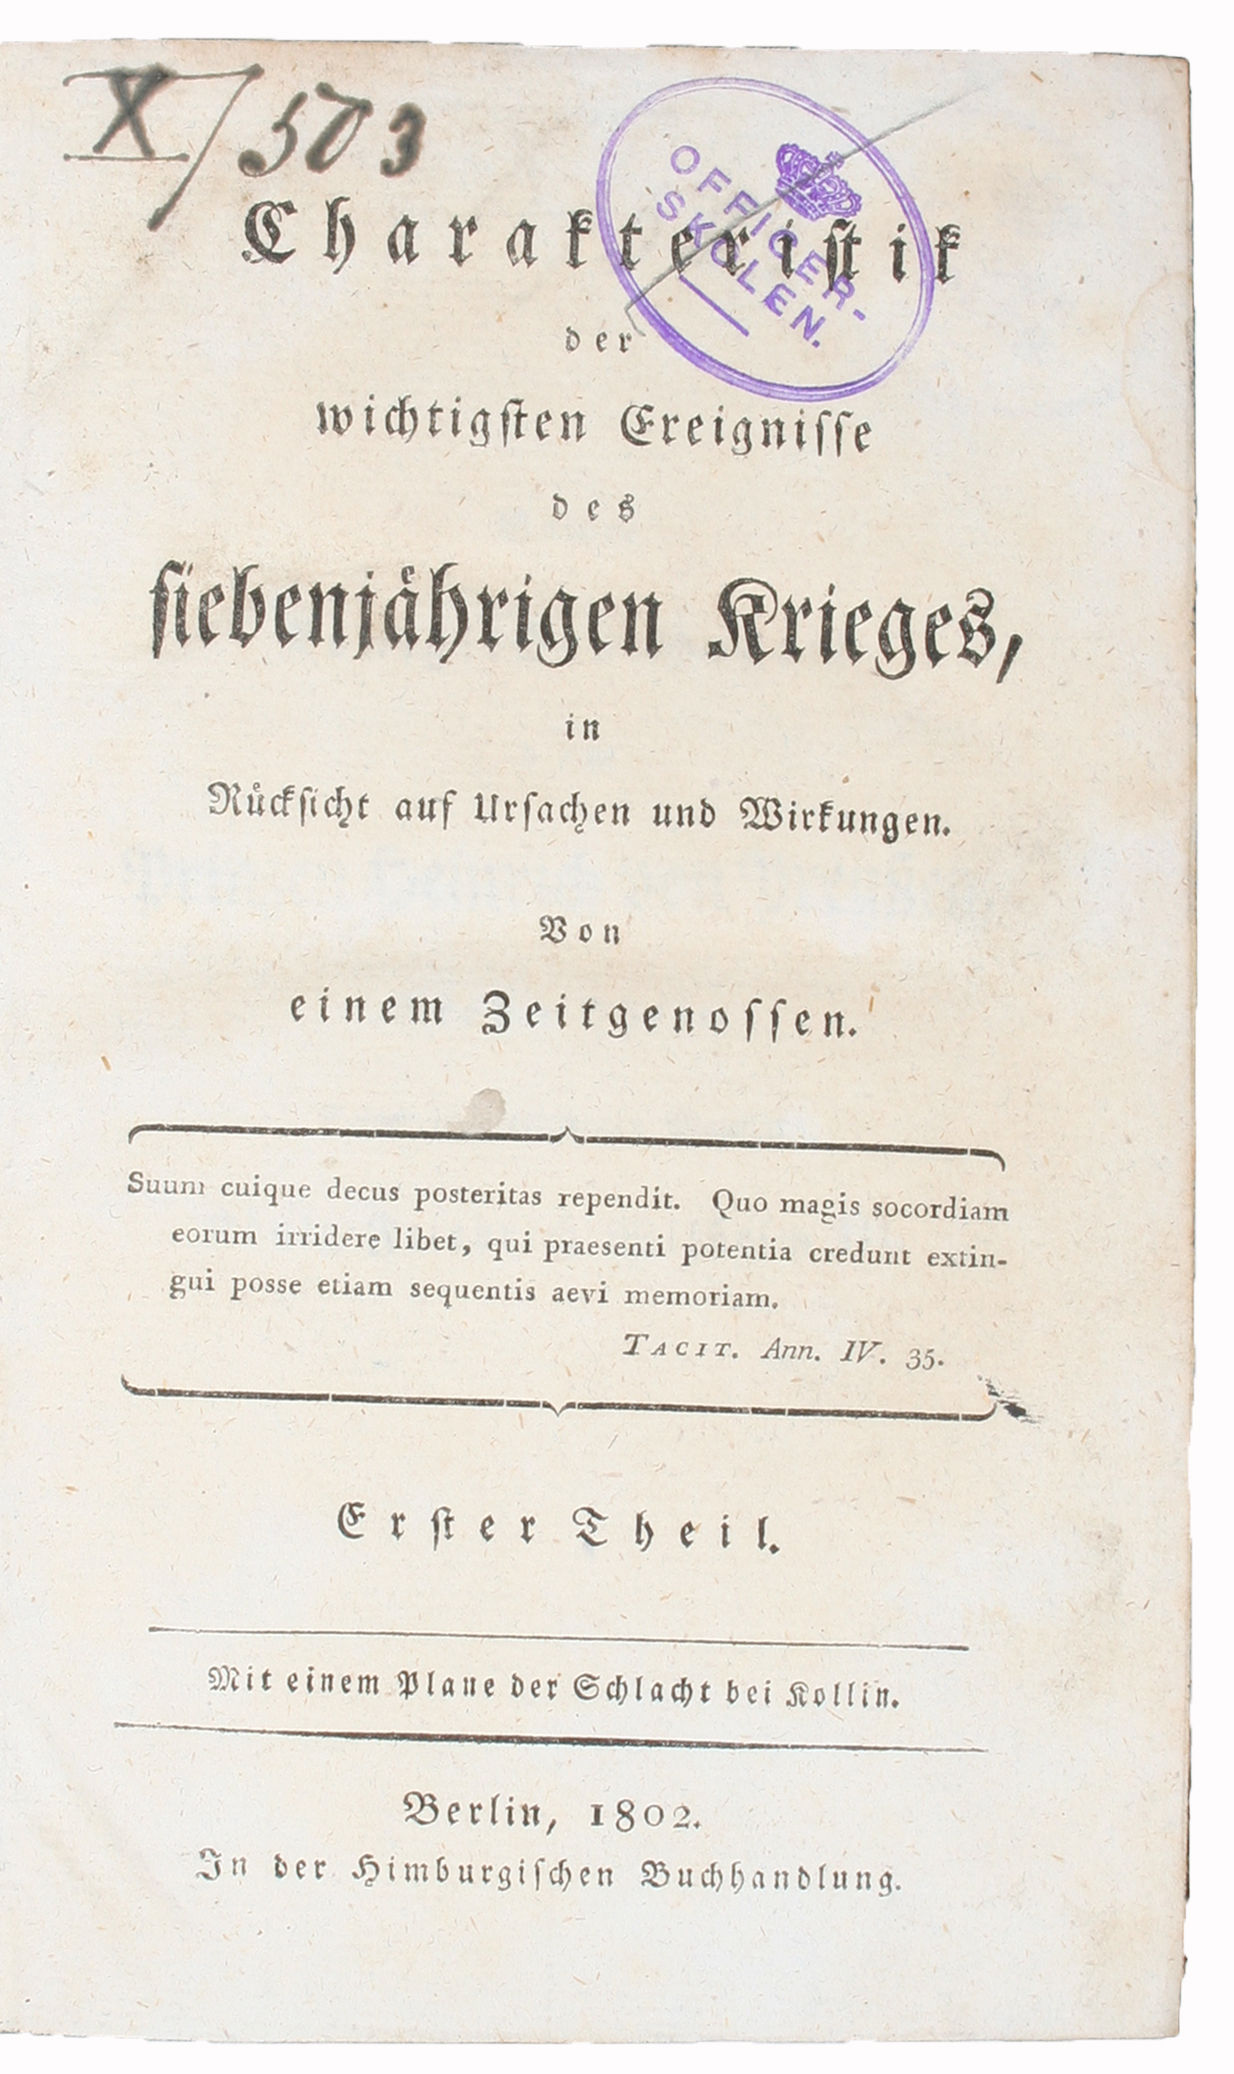 X/503
OFFICER-
SKOLEN.
Charakteristik
der
wichtigsten Ereignisse
des
siebenjährigen Krieges,
in
Rücksicht auf Ursachen und Wirkungen.
Von
einem Zeitgenossen.
Suum cuique decus posteritas rependit. Quo magis socordiam
eorum irridere libet, qui praesenti potentia credunt extin-
gui posse etiam sequentis aevi memoriam.
TACIT. Ann. IV. 35.
Erster Theil.
Mit einem Plane der Schlacht bei Kollin.
Berlin, 1802.
In der Himburgischen Buchhandlung.